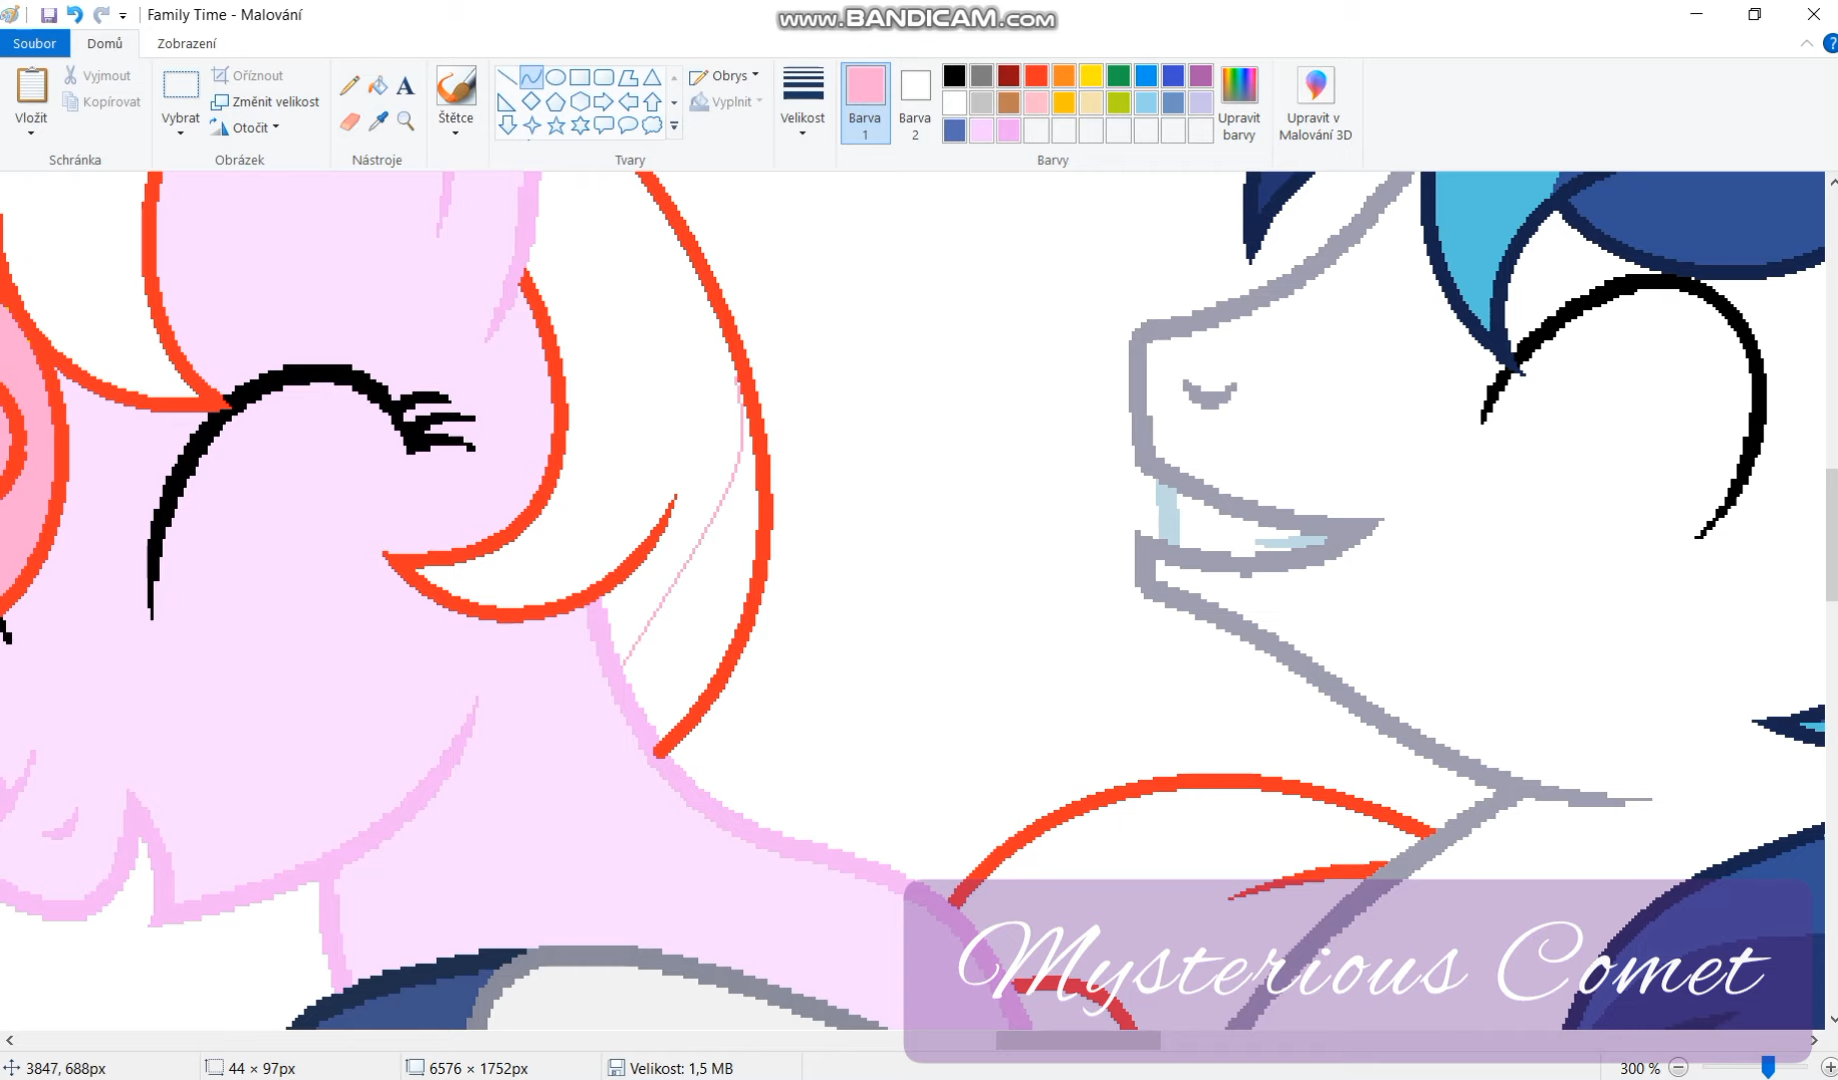 Family Time - Malování
www.BANDICAM.com
Soubor
Domů
Zobrazení
Vložit
Vyjmout
Kopírovat
Schránka
Vybrat
Oříznout
Změnit velikost
Otočit
Obrázek
A
Nástroje
Štětce
Obrys
Vyplnit
Tvary
Velikost
Barva 1
Barva 2
Upravit barvy
Barvy
Upravit v Malování 3D
Mysterious Comet
3847, 688px
44 × 97px
6576 × 1752px
Velikost: 1,5 MB
300 %